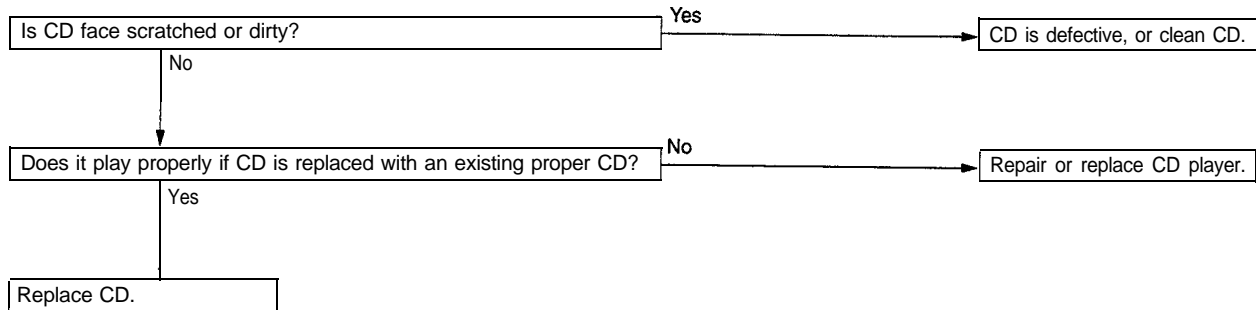 Yes
Is CD face scratched or dirty?
CD is defective, or clean CD.
No
Does it play properly if CD is replaced with an existing proper CD?
No
Repair or replace CD player.
Yes
Replace CD.